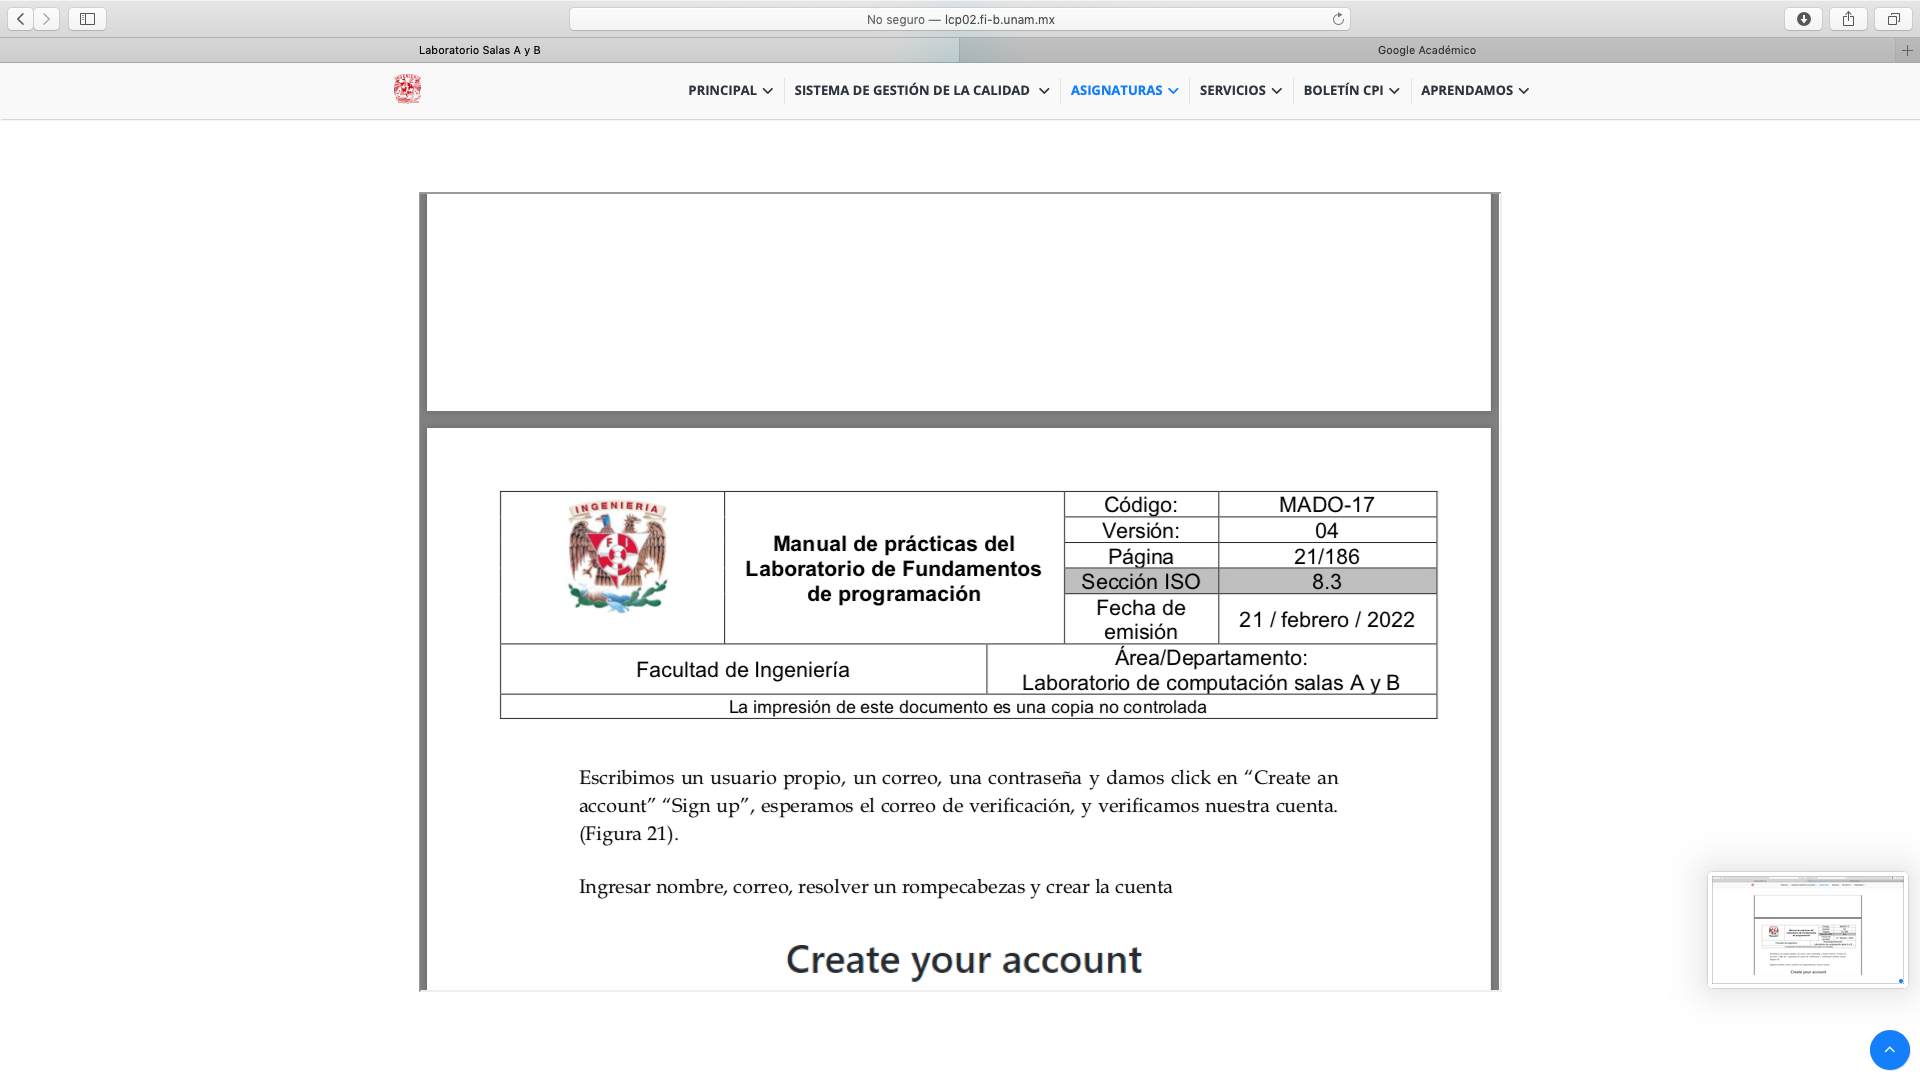 No seguro — lcp02.fi-b.unam.mx
Laboratorio Salas A y B
Google Académico
PRINCIPAL
SISTEMA DE GESTIÓN DE LA CALIDAD
ASIGNATURAS
SERVICIOS
BOLETÍN CPI
APRENDAMOS
INGENIERIA
F I
Manual de prácticas del
Laboratorio de Fundamentos
de programación
Código: MADO-17
Versión: 04
Página 21/186
Sección ISO 8.3
Fecha de
emisión
21 / febrero / 2022
Facultad de Ingeniería
Área/Departamento:
Laboratorio de computación salas A y B
La impresión de este documento es una copia no controlada
Escribimos un usuario propio, un correo, una contraseña y damos click en “Create an
account” “Sign up”, esperamos el correo de verificación, y verificamos nuestra cuenta.
(Figura 21).
Ingresar nombre, correo, resolver un rompecabezas y crear la cuenta
Create your account
Create your account